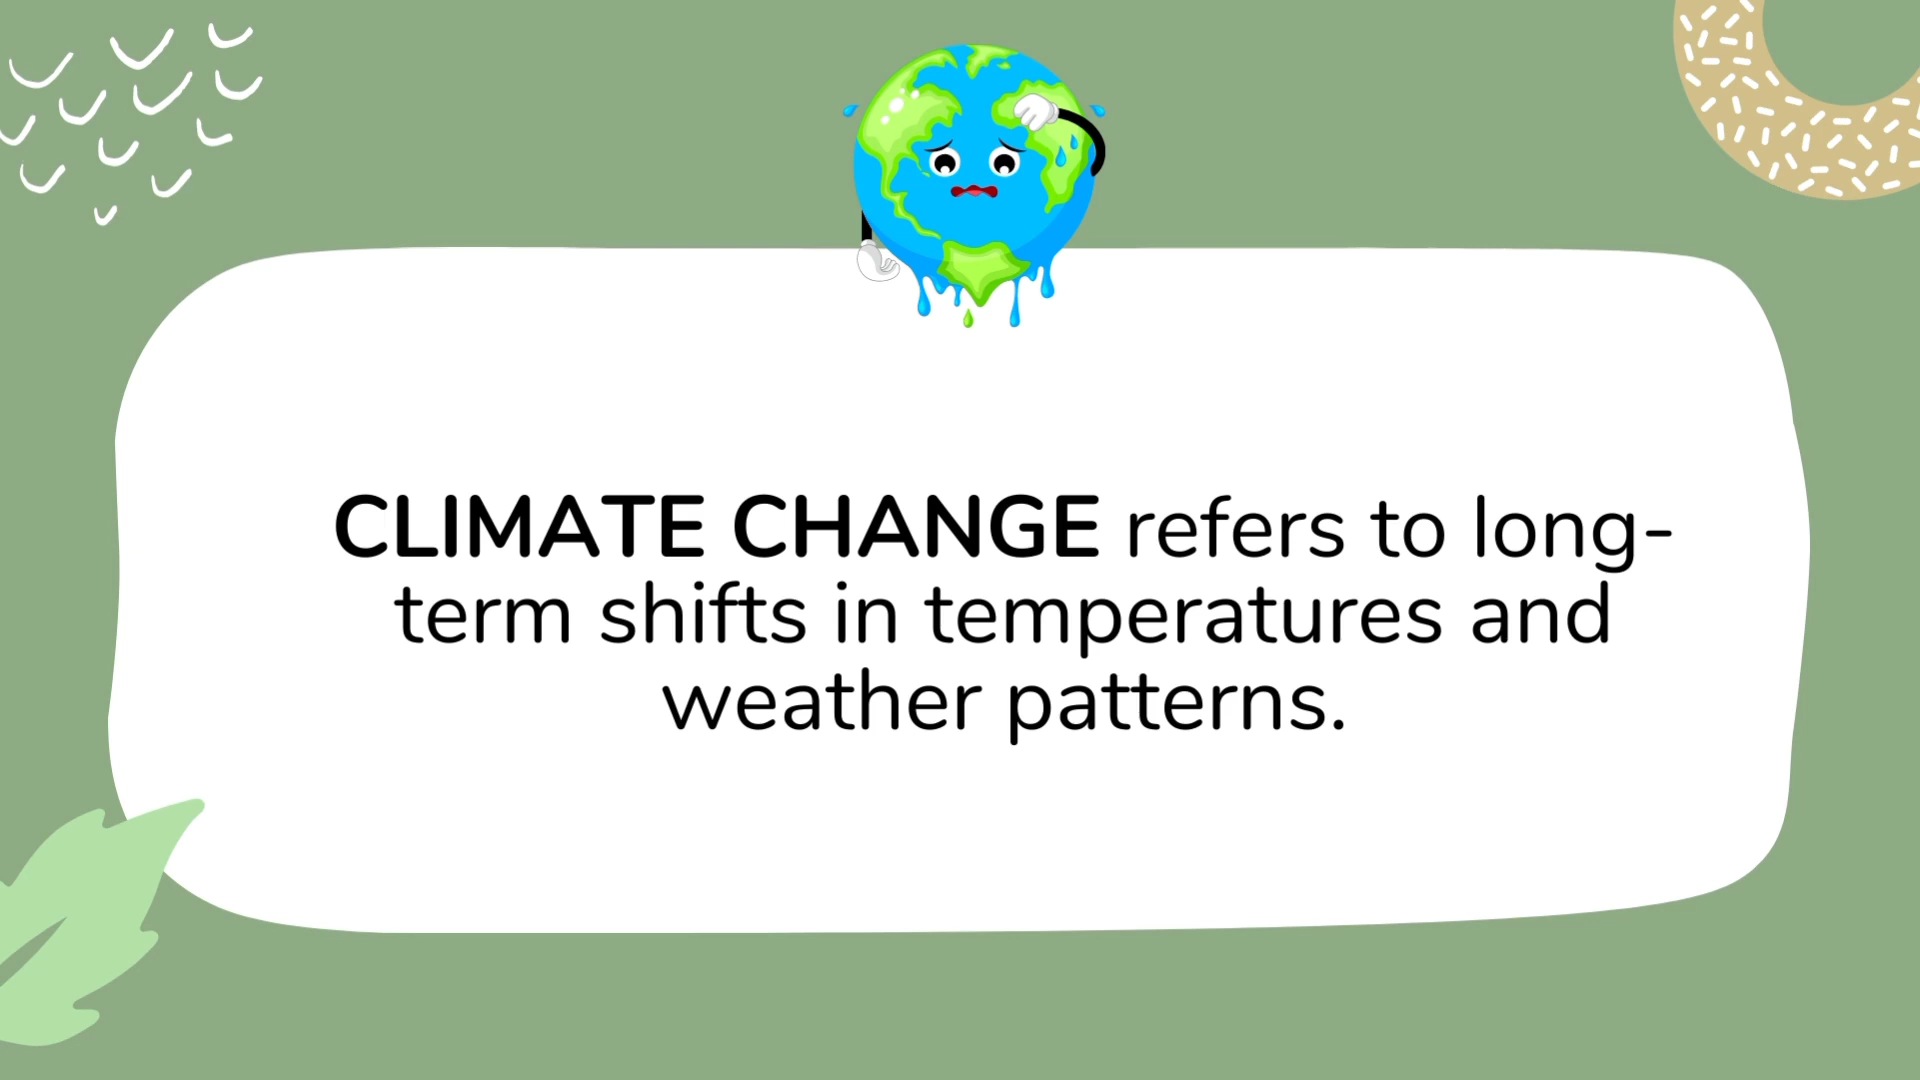 CLIMATE CHANGE refers to long-
term shifts in temperatures and
weather patterns.